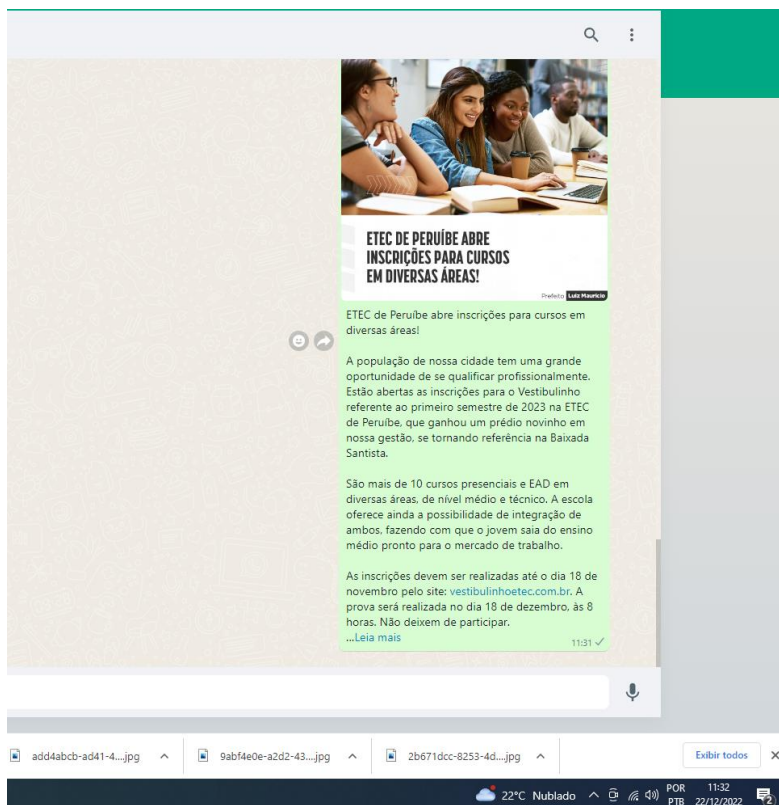 ETEC DE PERUÍBE ABRE
INSCRIÇÕES PARA CURSOS
EM DIVERSAS ÁREAS!
Prefeito Luiz Maurício
ETEC de Peruíbe abre inscrições para cursos em
diversas áreas!
A população de nossa cidade tem uma grande
oportunidade de se qualificar profissionalmente.
Estão abertas as inscrições para o Vestibulinho
referente ao primeiro semestre de 2023 na ETEC
de Peruíbe, que ganhou um prédio novinho em
nossa gestão, se tornando referência na Baixada
Santista.
São mais de 10 cursos presenciais e EAD em
diversas áreas, de nível médio e técnico. A escola
oferece ainda a possibilidade de integração de
ambos, fazendo com que o jovem saia do ensino
médio pronto para o mercado de trabalho.
As inscrições devem ser realizadas até o dia 18 de
novembro pelo site: vestibulinhoetec.com.br. A
prova será realizada no dia 18 de dezembro, às 8
horas. Não deixem de participar.
...Leia mais
11:31
add4abcb-ad41-4....jpg
9abf4e0e-a2d2-43....jpg
2b671dcc-8253-4d....jpg
Exibir todos
22°C Nublado
POR
PTB
11:32
22/12/2022